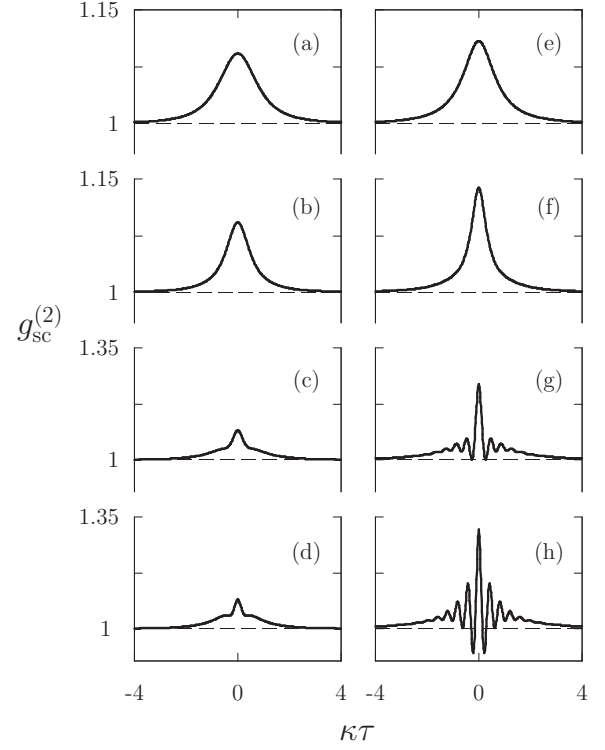 1.15
(a)
(e)
1
1.15
(b)
(f)
1
g_sc^(2)
1.35
(c)
(g)
1
1.35
(d)
(h)
1
-4 0 4 -4 0 4
κτ